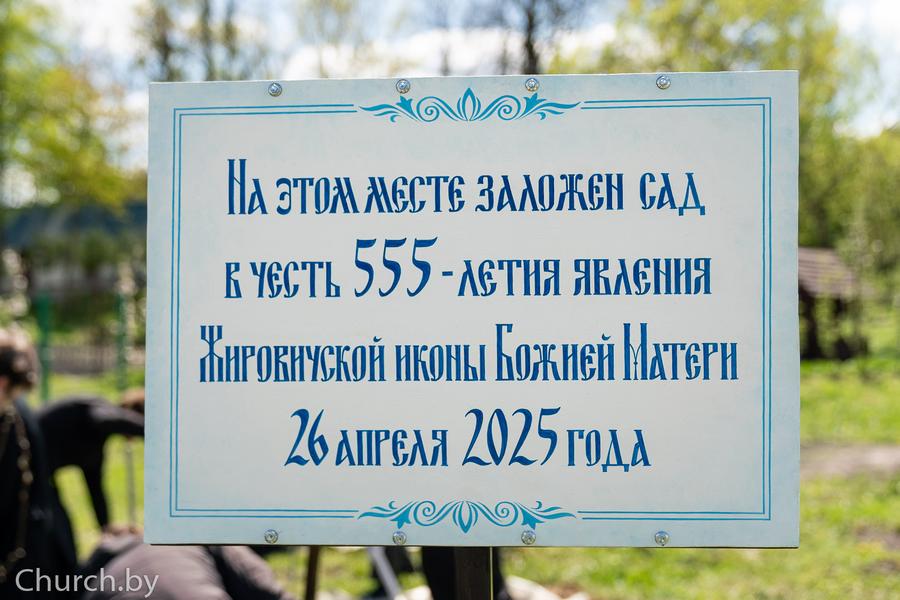 На этом месте заложен сад
в честь 555-летия явления
Жировичской иконы Божией Матери
26 апреля 2025 года
Church.by